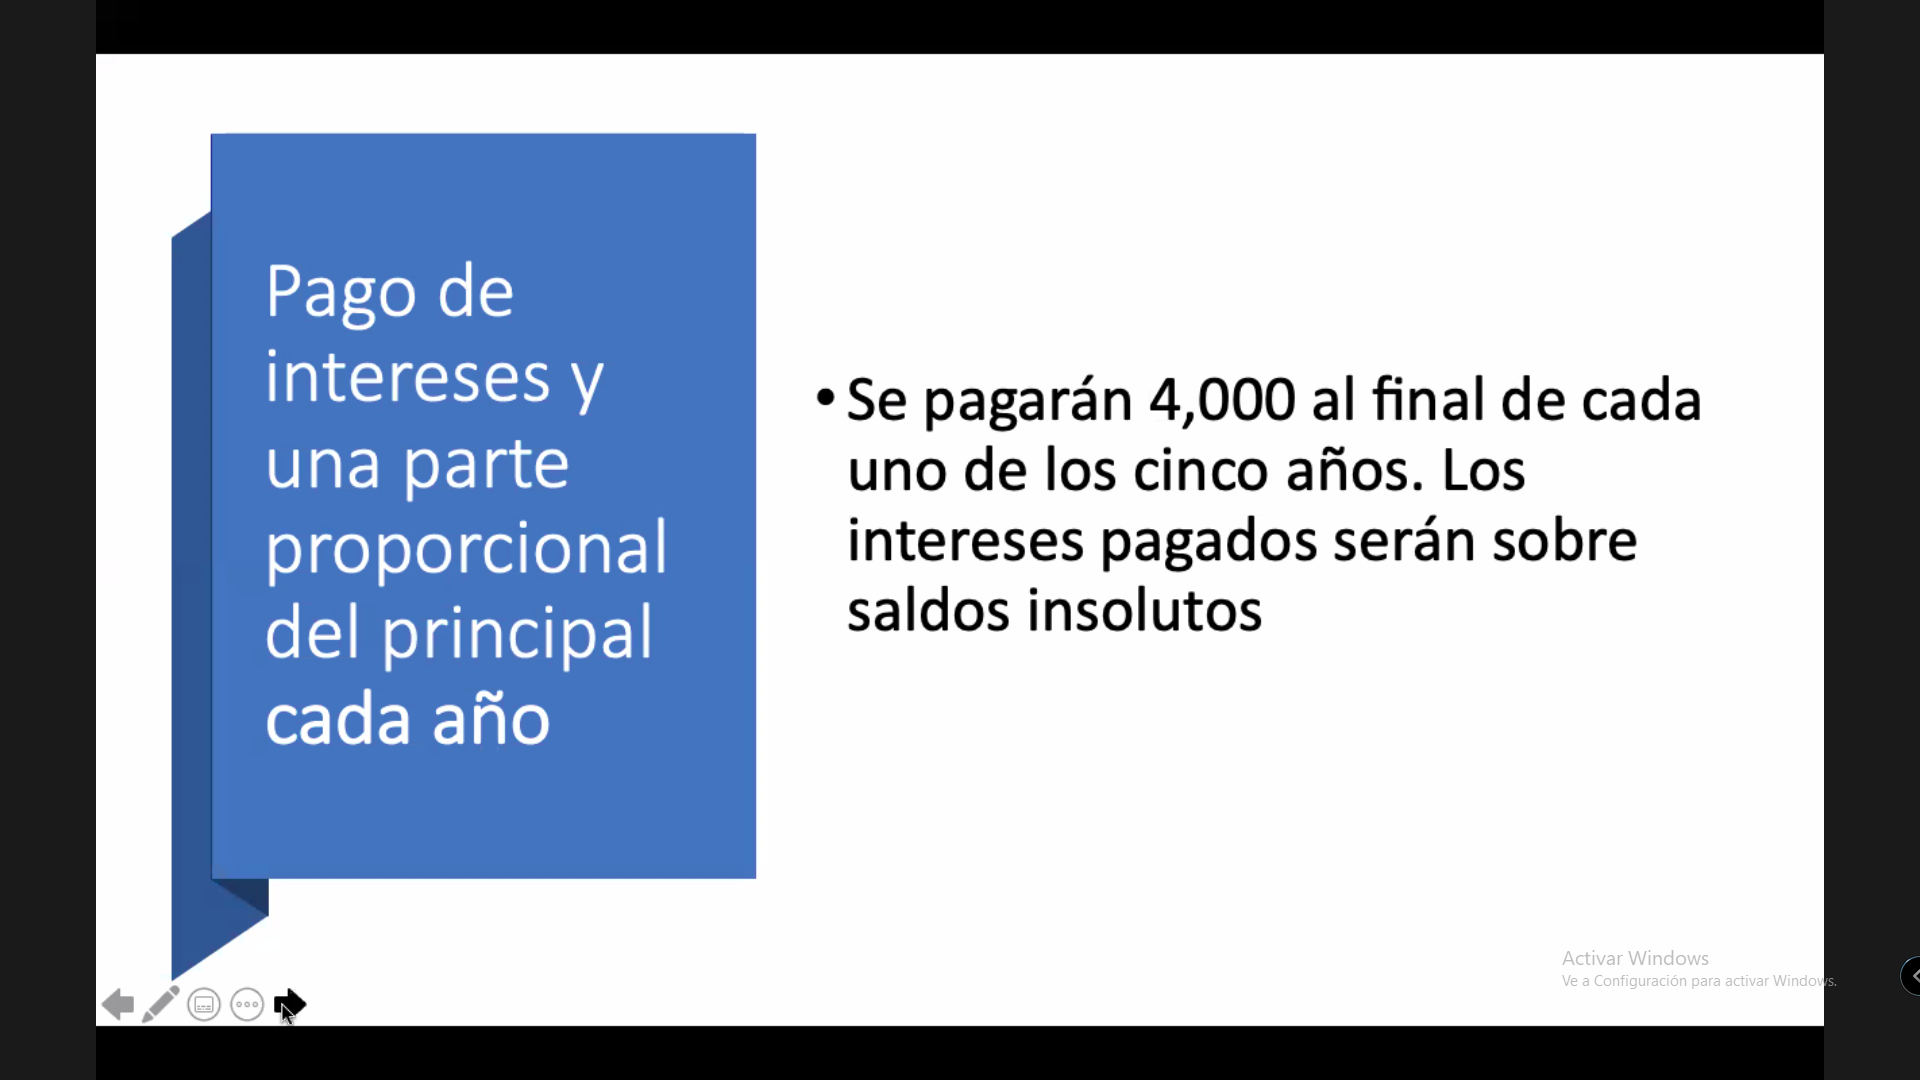 Pago de
intereses y
una parte
proporcional
del principal
cada año
• Se pagarán 4,000 al final de cada
uno de los cinco años. Los
intereses pagados serán sobre
saldos insolutos
Activar Windows
Ve a Configuración para activar Windows.